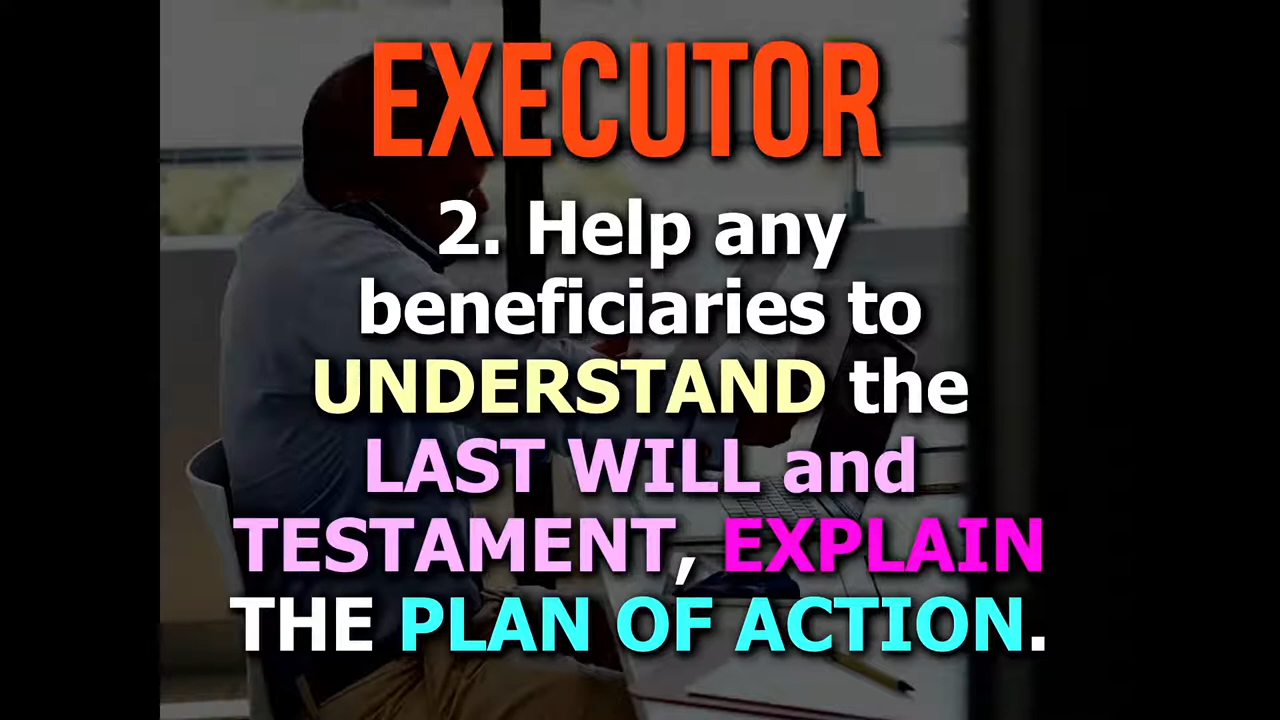 EXECUTOR
2. Help any
beneficiaries to
UNDERSTAND the
LAST WILL and
TESTAMENT, EXPLAIN
THE PLAN OF ACTION.